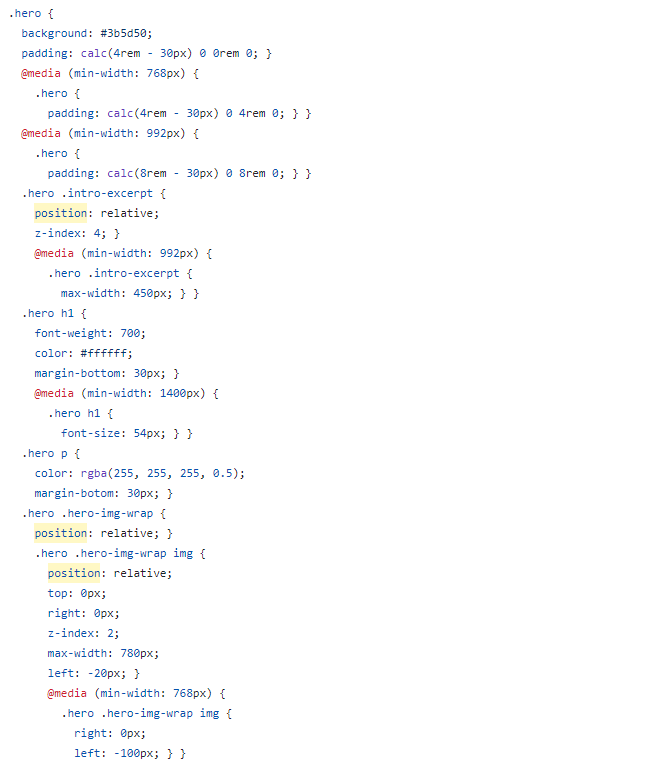 .hero {
  background: #3b5d50;
  padding: calc(4rem - 30px) 0 0rem 0; }
  @media (min-width: 768px) {
    .hero {
      padding: calc(4rem - 30px) 0 4rem 0; } }
  @media (min-width: 992px) {
    .hero {
      padding: calc(8rem - 30px) 0 8rem 0; } }
  .hero .intro-excerpt {
    position: relative;
    z-index: 4; }
    @media (min-width: 992px) {
      .hero .intro-excerpt {
        max-width: 450px; } }
  .hero h1 {
    font-weight: 700;
    color: #ffffff;
    margin-bottom: 30px; }
    @media (min-width: 1400px) {
      .hero h1 {
        font-size: 54px; } }
  .hero p {
    color: rgba(255, 255, 255, 0.5);
    margin-botom: 30px; }
  .hero .hero-img-wrap {
    position: relative; }
    .hero .hero-img-wrap img {
      position: relative;
      top: 0px;
      right: 0px;
      z-index: 2;
      max-width: 780px;
      left: -20px; }
      @media (min-width: 768px) {
        .hero .hero-img-wrap img {
          right: 0px;
          left: -100px; } }